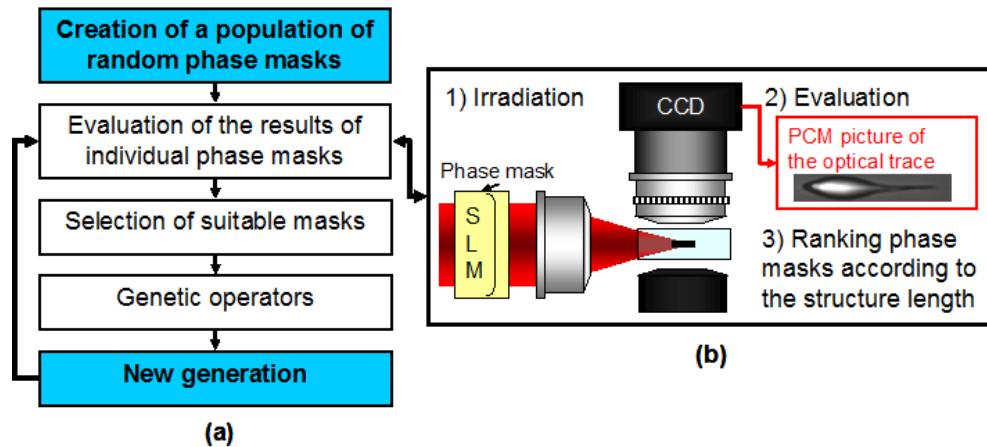 Creation of a population of
random phase masks
Evaluation of the results of
individual phase masks
Selection of suitable masks
Genetic operators
New generation
(a)
1) Irradiation
CCD
2) Evaluation
PCM picture of
the optical trace
Phase mask
S
L
M
3) Ranking phase
masks according to
the structure length
(b)